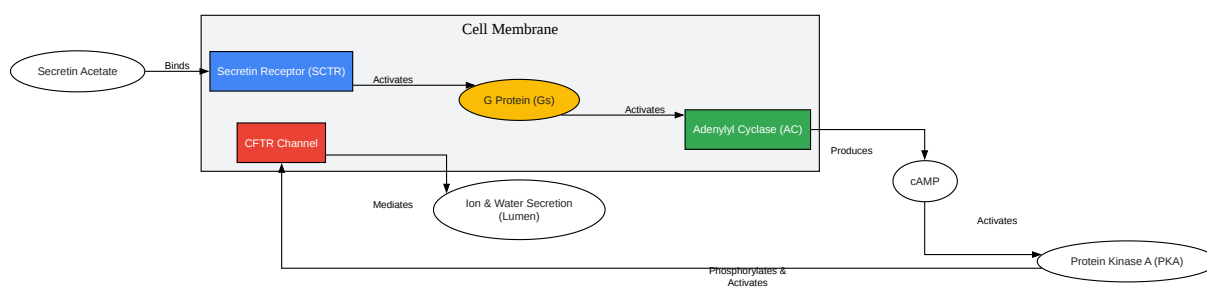 Cell Membrane
Secretin Acetate
Binds
Secretin Receptor (SCTR)
Activates
G Protein (Gs)
Activates
Adenylyl Cyclase (AC)
Produces
cAMP
Activates
Protein Kinase A (PKA)
Phosphorylates &
Activates
CFTR Channel
Mediates
Ion & Water Secretion
(Lumen)